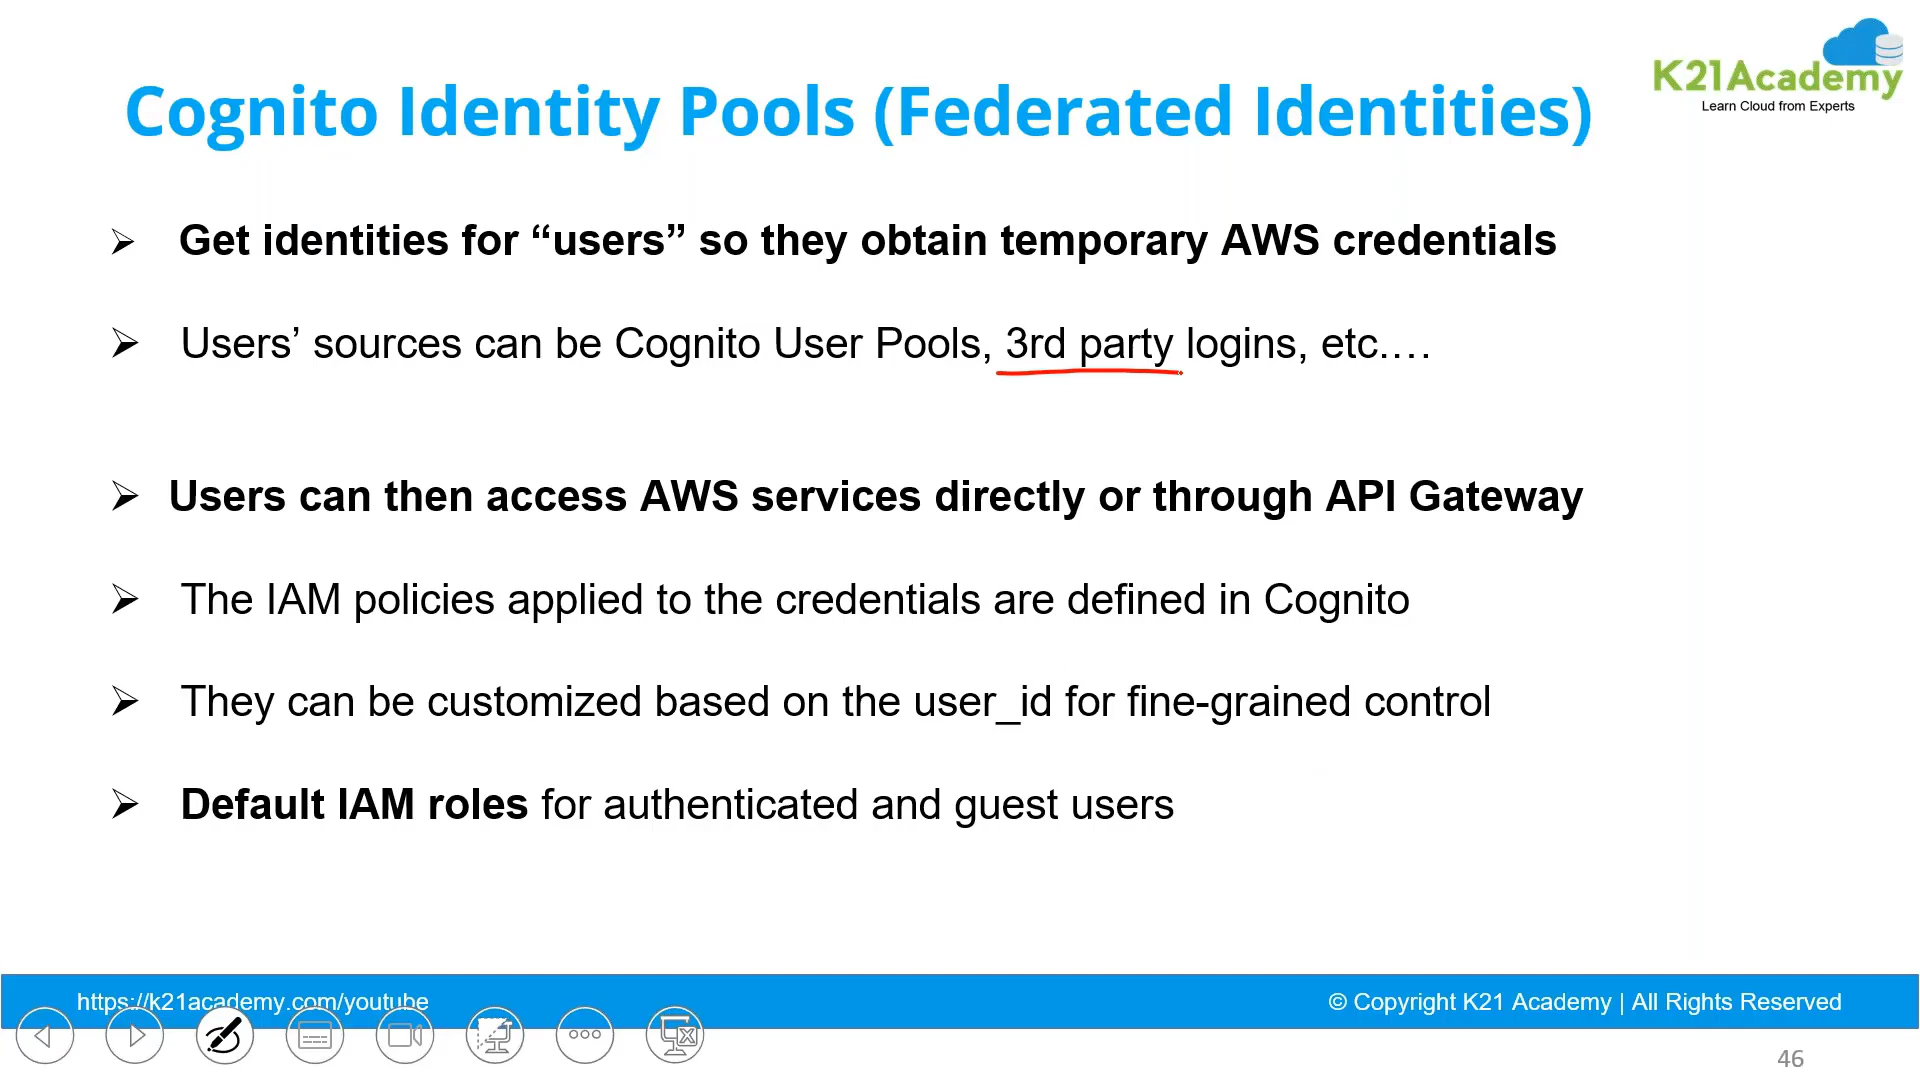 K21Academy
Learn Cloud from Experts
Cognito Identity Pools (Federated Identities)
➢ Get identities for “users” so they obtain temporary AWS credentials
➢ Users’ sources can be Cognito User Pools, 3rd party logins, etc.…
➢ Users can then access AWS services directly or through API Gateway
➢ The IAM policies applied to the credentials are defined in Cognito
➢ They can be customized based on the user_id for fine-grained control
➢ Default IAM roles for authenticated and guest users
https://k21academy.com/youtube
© Copyright K21 Academy | All Rights Reserved
46